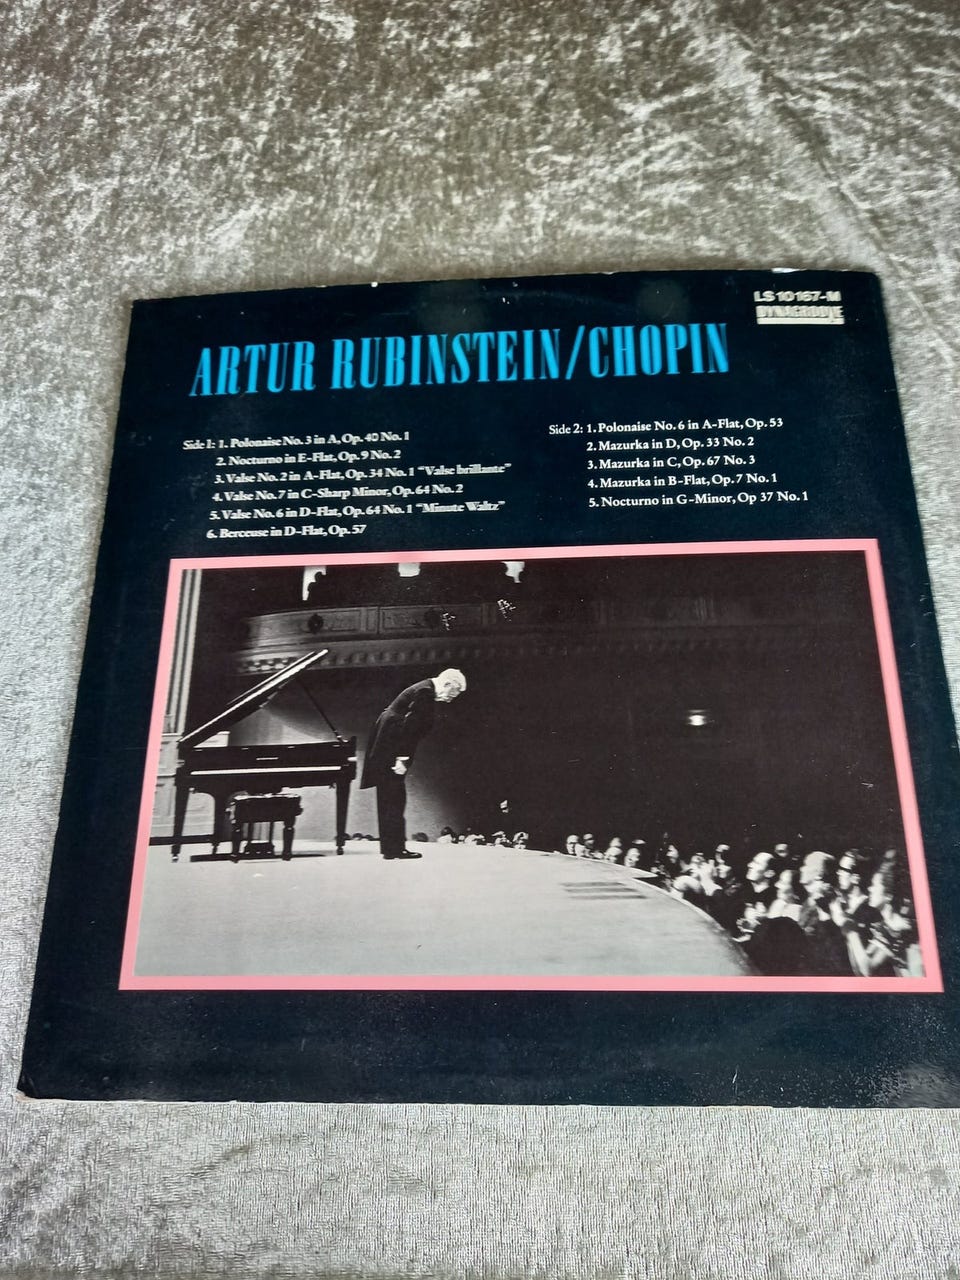 LS 10167-M
DYNAGROOVE
ARTUR RUBINSTEIN/CHOPIN
Side 1: 1. Polonaise No. 3 in A, Op. 40 No. 1
2. Nocturno in E-Flat, Op. 9 No. 2
3. Valse No. 2 in A-Flat, Op. 34 No. 1 "Valse brillante"
4. Valse No. 7 in C-Sharp Minor, Op. 64 No. 2
5. Valse No. 6 in D-Flat, Op. 64 No. 1 "Minute Waltz"
6. Berceuse in D-Flat, Op. 57
Side 2: 1. Polonaise No. 6 in A-Flat, Op. 53
2. Mazurka in D, Op. 33 No. 2
3. Mazurka in C, Op. 67 No. 3
4. Mazurka in B-Flat, Op. 7 No. 1
5. Nocturno in G-Minor, Op 37 No. 1